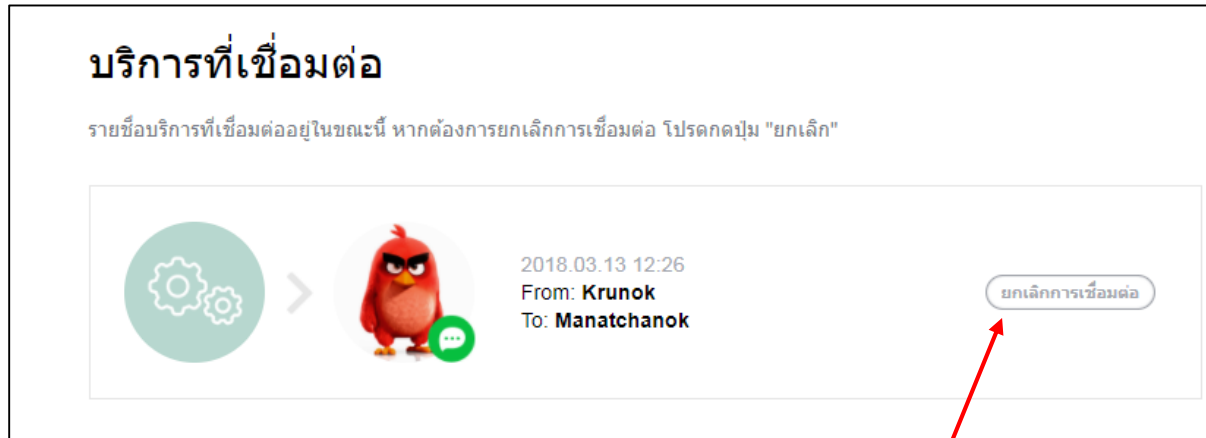 บริการที่เชื่อมต่อ
รายชื่อบริการที่เชื่อมต่ออยู่ในขณะนี้ หากต้องการยกเลิกการเชื่อมต่อ โปรดกดปุ่ม "ยกเลิก"
2018.03.13 12:26
From: Krunok
To: Manatchanok
ยกเลิกการเชื่อมต่อ